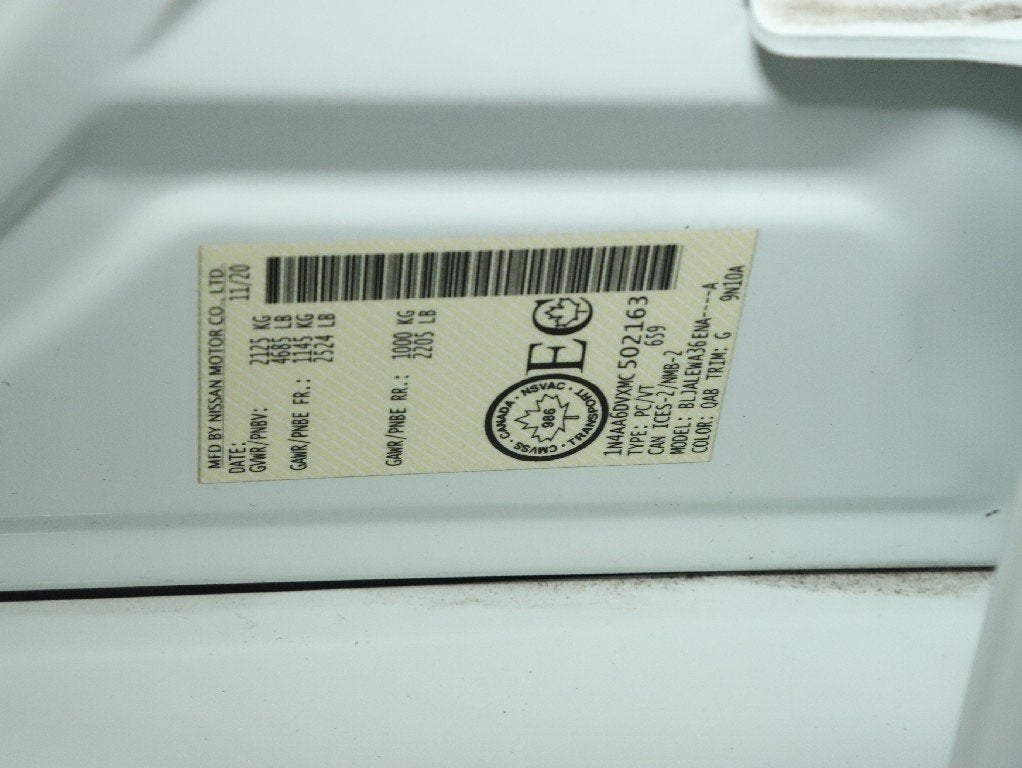 MFD BY NISSAN MOTOR CO., LTD.
DATE: 11/20
GVWR/PNBV: 2125 KG
4685 LB
GAWR/PNBE FR.: 1145 KG
2524 LB
GAWR/PNBE RR.: 1000 KG
2205 LB
CANADA · NSVAC · TRANSPORT · CMVSS ·
986
EC
1N4AA6DVXMC502163
TYPE: PC/VT 659
CAN ICES-2/NMB-2
MODEL: BLJALEWA36ENA----A
COLOR: QAB TRIM: G 9N10A